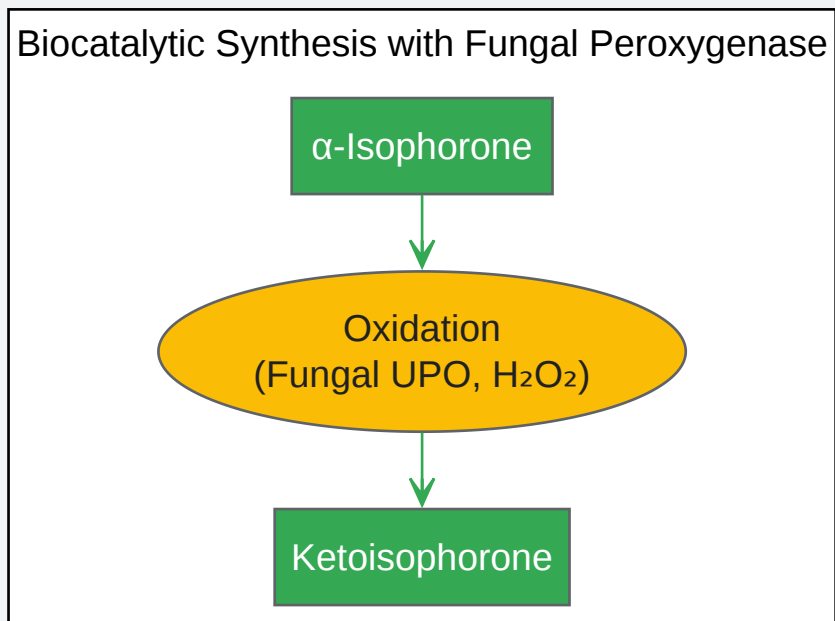 Biocatalytic Synthesis with Fungal Peroxygenase
α-Isophorone
Oxidation
(Fungal UPO, H₂O₂)
Ketoisophorone